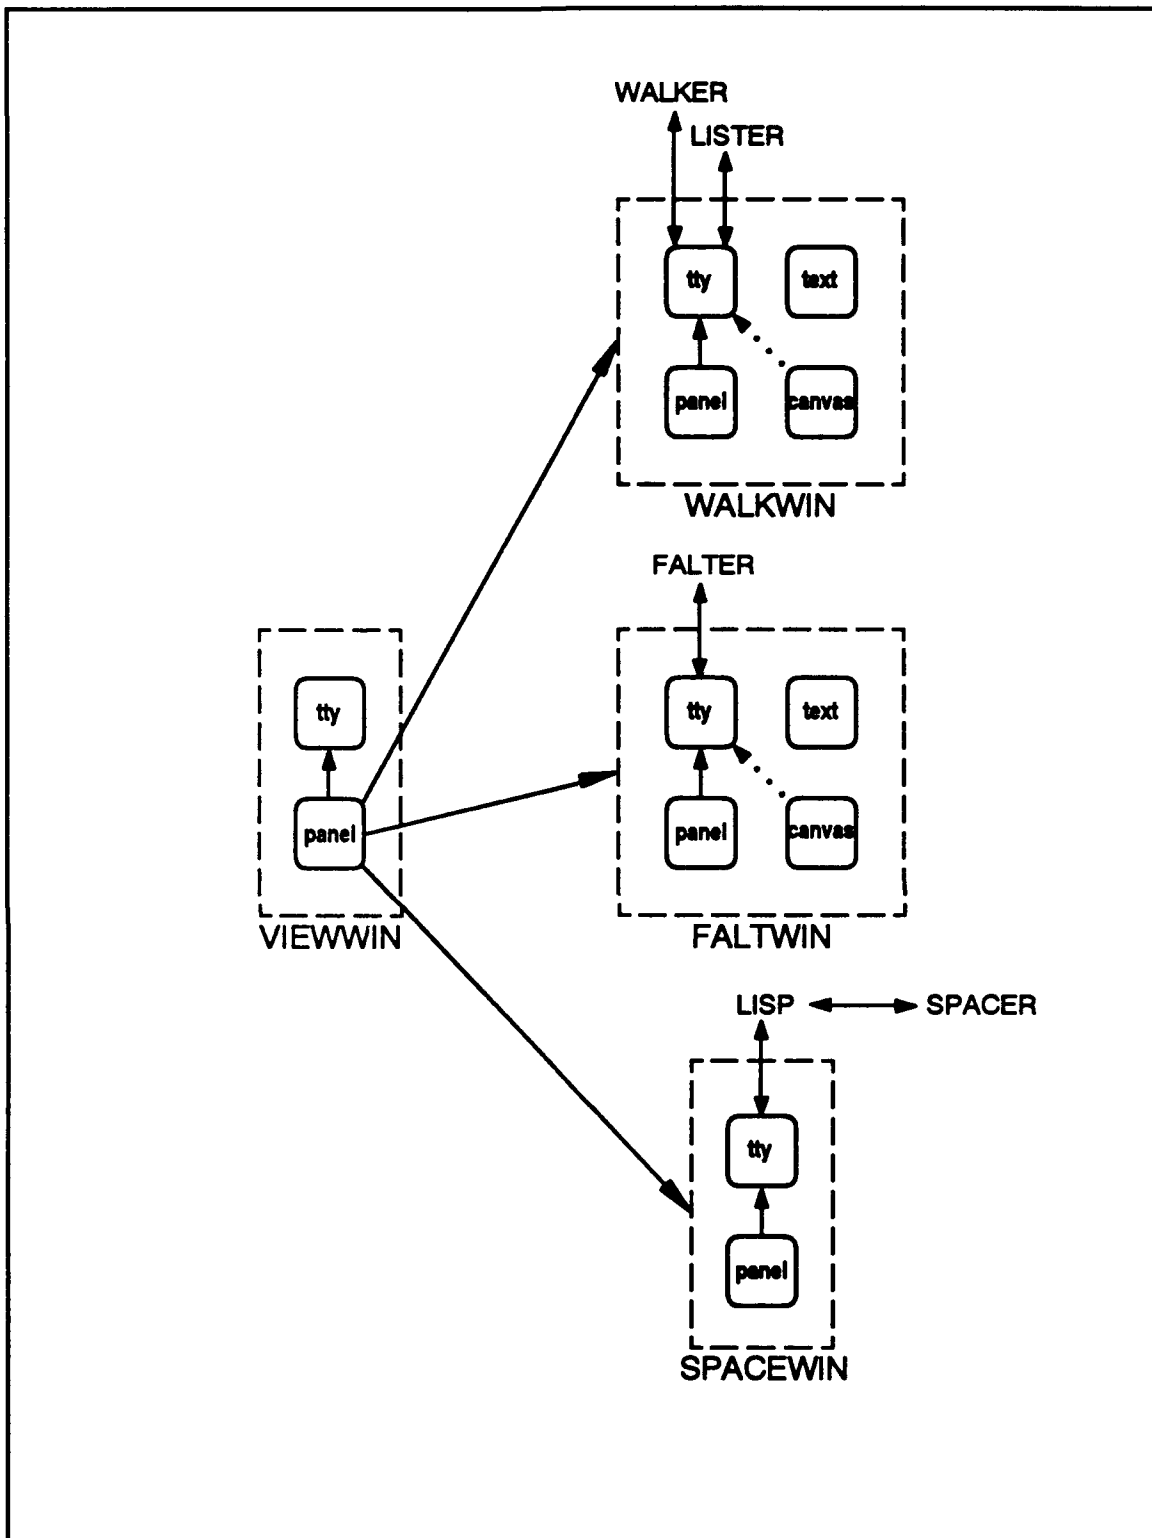 WALKER
LISTER
tty
text
panel
canvas
WALKWIN
FALTER
tty
text
panel
canvas
FALTWIN
tty
panel
VIEWWIN
LISP
SPACER
tty
panel
SPACEWIN